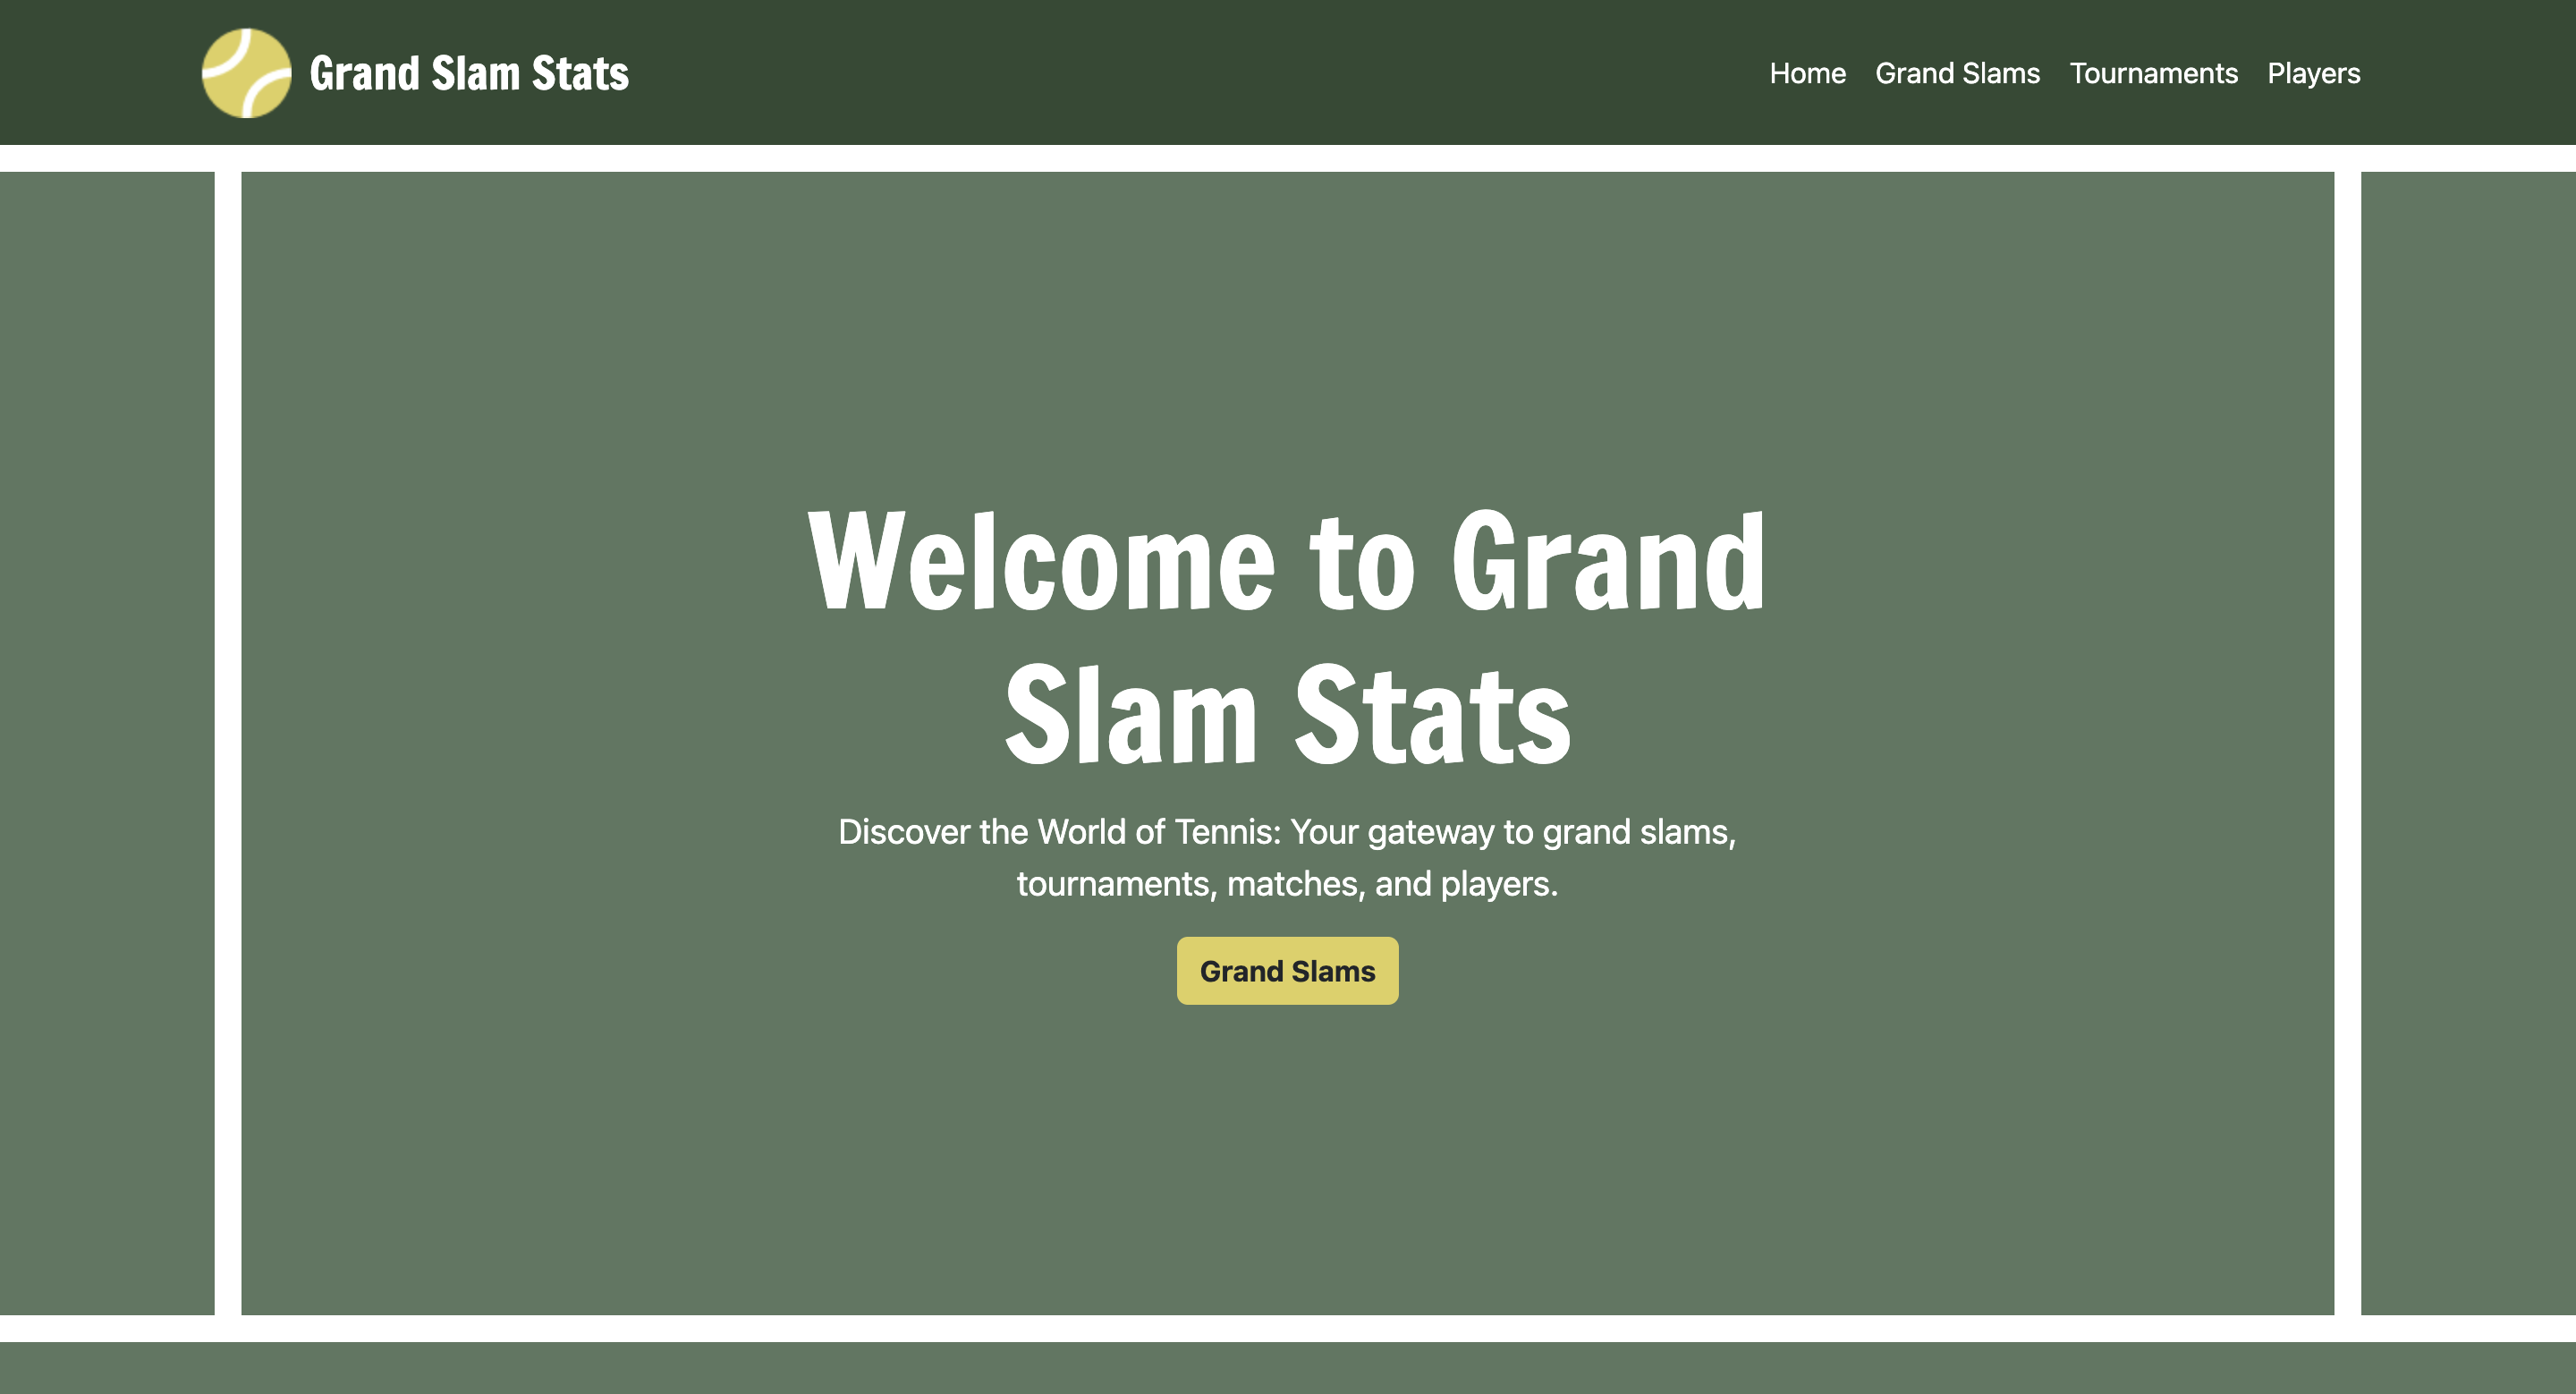 Grand Slam Stats
Home Grand Slams Tournaments Players
Welcome to Grand
Slam Stats
Discover the World of Tennis: Your gateway to grand slams,
tournaments, matches, and players.
Grand Slams